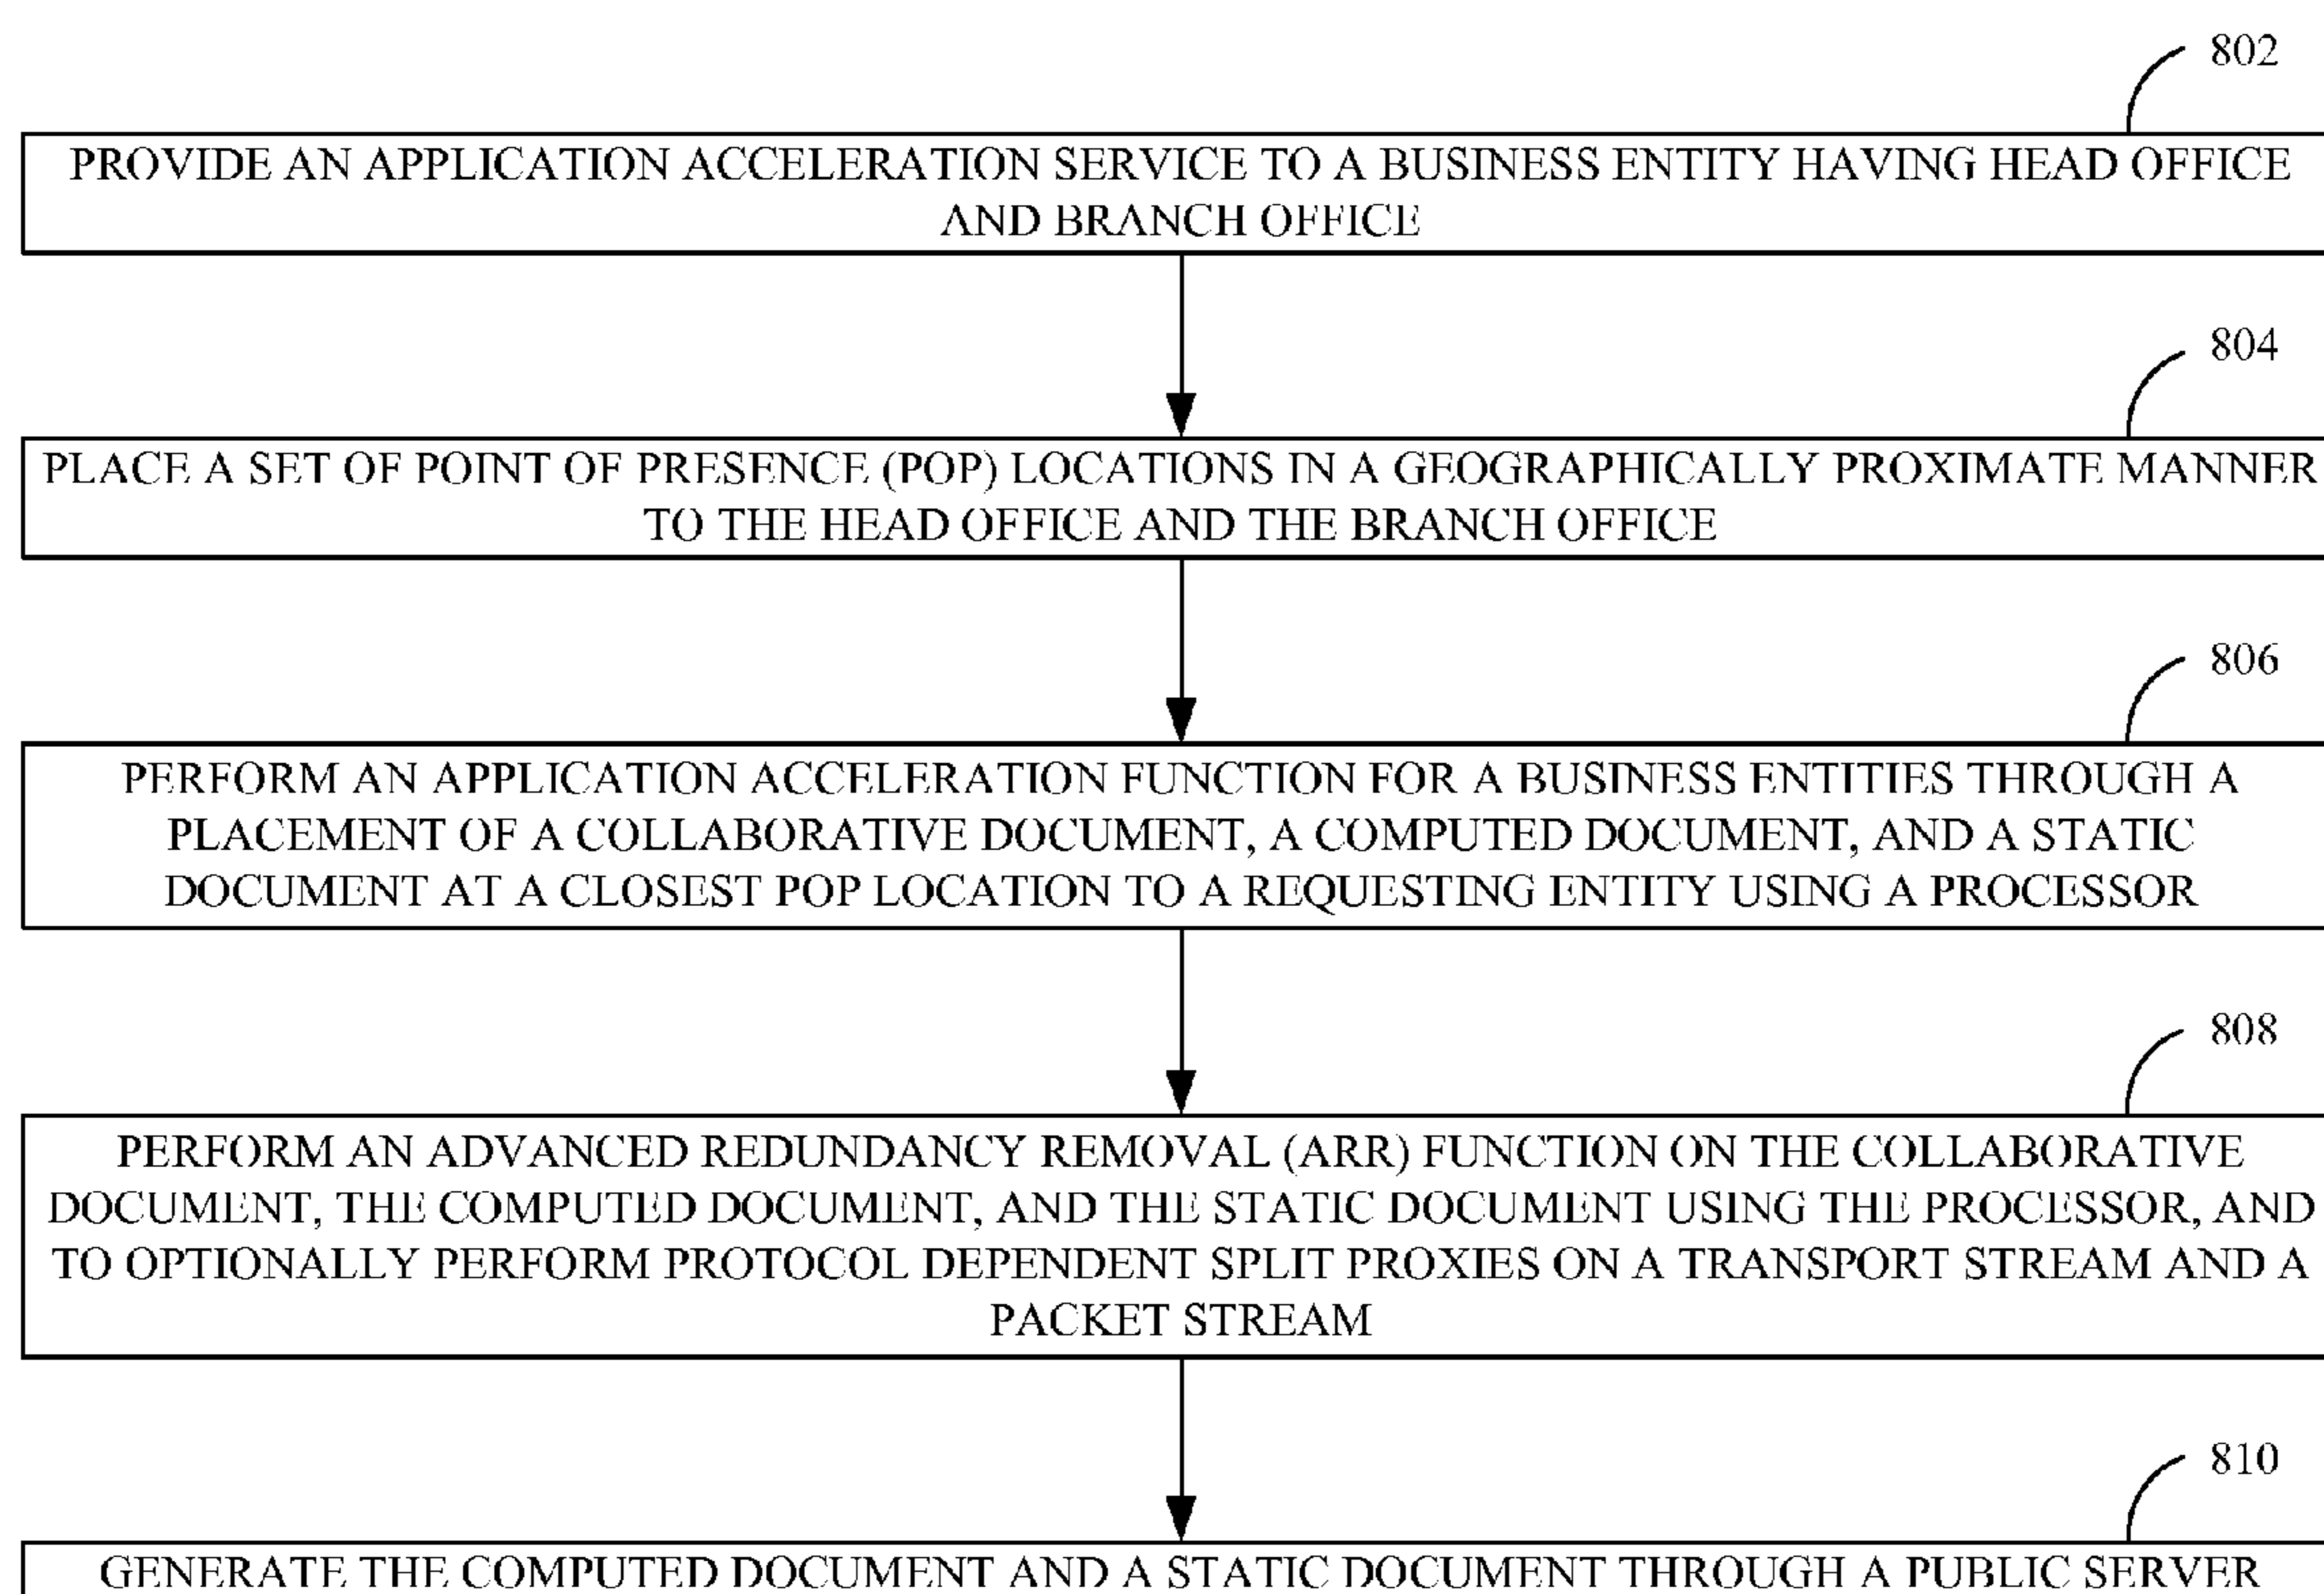 802
PROVIDE AN APPLICATION ACCELERATION SERVICE TO A BUSINESS ENTITY HAVING HEAD OFFICE
AND BRANCH OFFICE
804
PLACE A SET OF POINT OF PRESENCE (POP) LOCATIONS IN A GEOGRAPHICALLY PROXIMATE MANNER
TO THE HEAD OFFICE AND THE BRANCH OFFICE
806
PERFORM AN APPLICATION ACCELERATION FUNCTION FOR A BUSINESS ENTITIES THROUGH A
PLACEMENT OF A COLLABORATIVE DOCUMENT, A COMPUTED DOCUMENT, AND A STATIC
DOCUMENT AT A CLOSEST POP LOCATION TO A REQUESTING ENTITY USING A PROCESSOR
808
PERFORM AN ADVANCED REDUNDANCY REMOVAL (ARR) FUNCTION ON THE COLLABORATIVE
DOCUMENT, THE COMPUTED DOCUMENT, AND THE STATIC DOCUMENT USING THE PROCESSOR, AND
TO OPTIONALLY PERFORM PROTOCOL DEPENDENT SPLIT PROXIES ON A TRANSPORT STREAM AND A
PACKET STREAM
810
GENERATE THE COMPUTED DOCUMENT AND A STATIC DOCUMENT THROUGH A PUBLIC SERVER